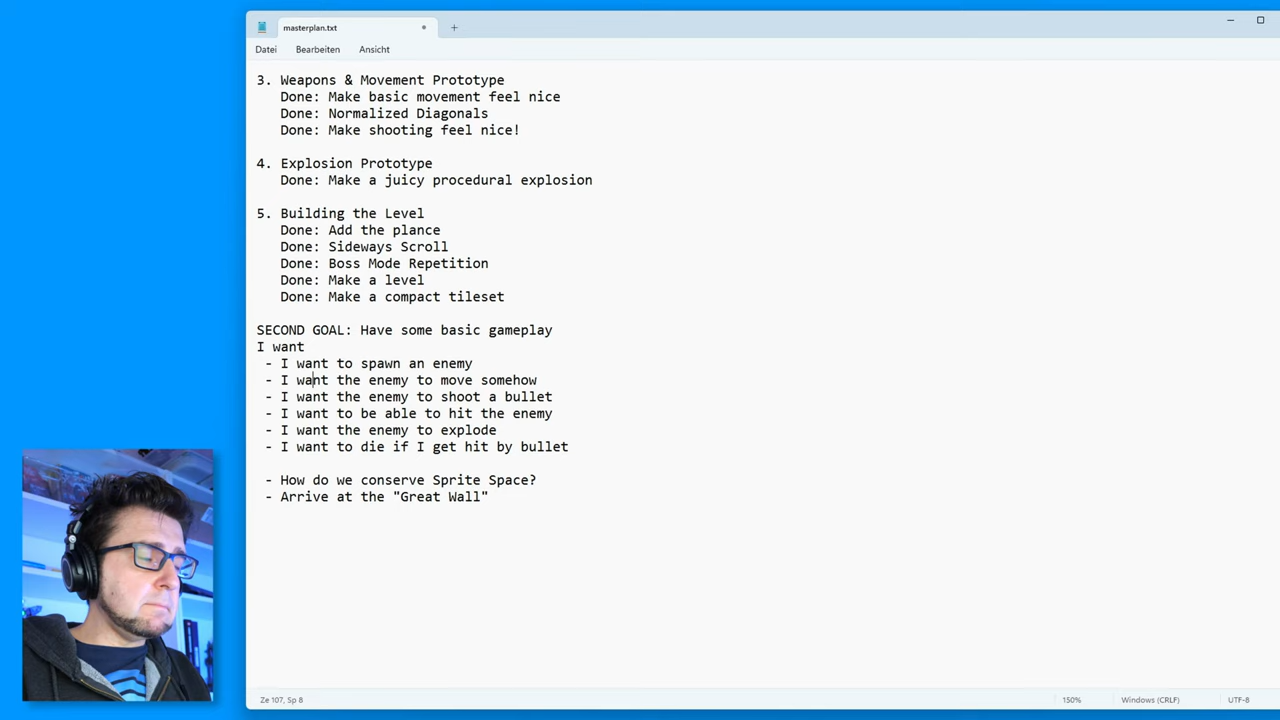 masterplan.txt
Datei Bearbeiten Ansicht
3. Weapons & Movement Prototype
Done: Make basic movement feel nice
Done: Normalized Diagonals
Done: Make shooting feel nice!
4. Explosion Prototype
Done: Make a juicy procedural explosion
5. Building the Level
Done: Add the plance
Done: Sideways Scroll
Done: Boss Mode Repetition
Done: Make a level
Done: Make a compact tileset
SECOND GOAL: Have some basic gameplay
I want
- I want to spawn an enemy
- I want the enemy to move somehow
- I want the enemy to shoot a bullet
- I want to be able to hit the enemy
- I want the enemy to explode
- I want to die if I get hit by bullet
- How do we conserve Sprite Space?
- Arrive at the "Great Wall"
Ze 107, Sp 8 150% Windows (CRLF) UTF-8